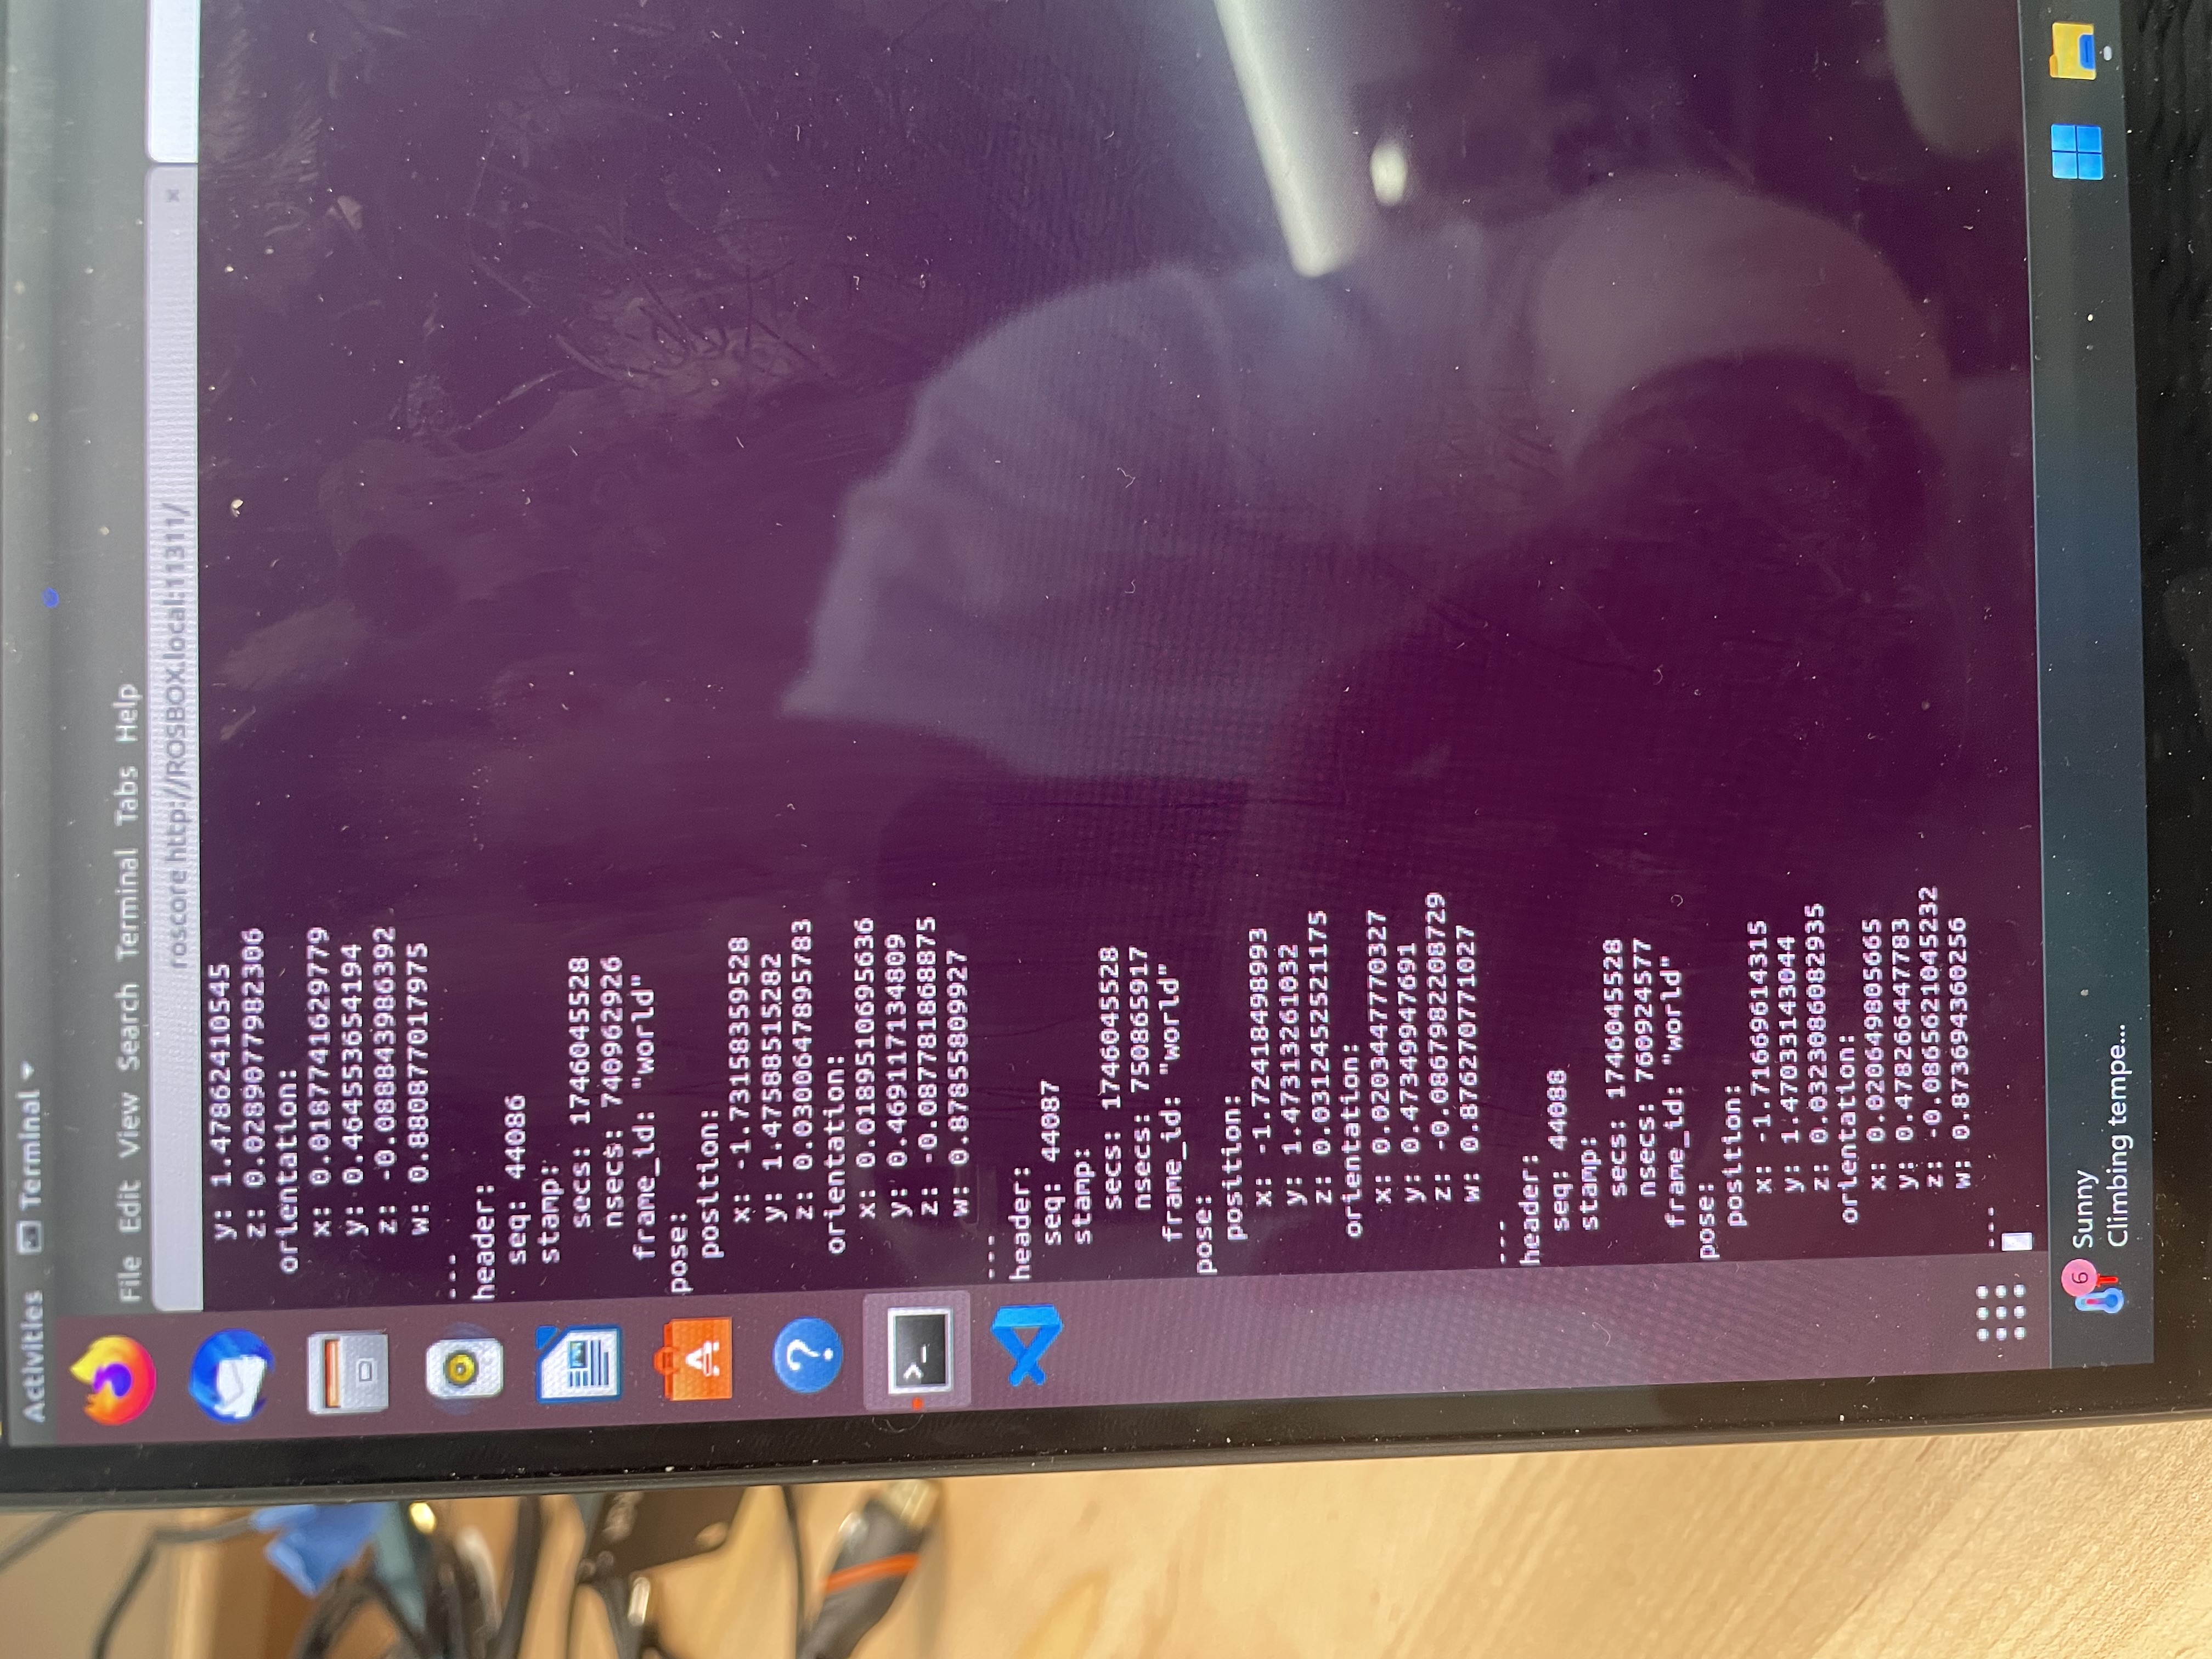 Activities Terminal
File Edit View Search Terminal Tabs Help
roscore http://ROSBOX.local:11311/
y: 1.47862410545
z: 0.0289077982306
orientation:
x: 0.0187741629779
y: 0.464553654194
z: -0.088843986392
w: 0.880877017975
---
header:
seq: 44086
stamp:
secs: 1746045528
nsecs: 740962926
frame_id: "world"
pose:
position:
x: -1.73158359528
y: 1.47588515282
z: 0.0300647895783
orientation:
x: 0.0189510695636
y: 0.469117134809
z: -0.087781868875
w: 0.87855809927
---
header:
seq: 44087
stamp:
secs: 1746045528
nsecs: 750865917
frame_id: "world"
pose:
position:
x: -1.72418498993
y: 1.47313261032
z: 0.0312452521175
orientation:
x: 0.0203447770327
y: 0.47349947691
z: -0.0867982208729
w: 0.876270771027
---
header:
seq: 44088
stamp:
secs: 1746045528
nsecs: 760924577
frame_id: "world"
pose:
position:
x: -1.71669614315
y: 1.47033143044
z: 0.0323086082935
orientation:
x: 0.020649805665
y: 0.478266447783
z: -0.0865621045232
w: 0.873694360256
---
6
Sunny
Climbing tempe...